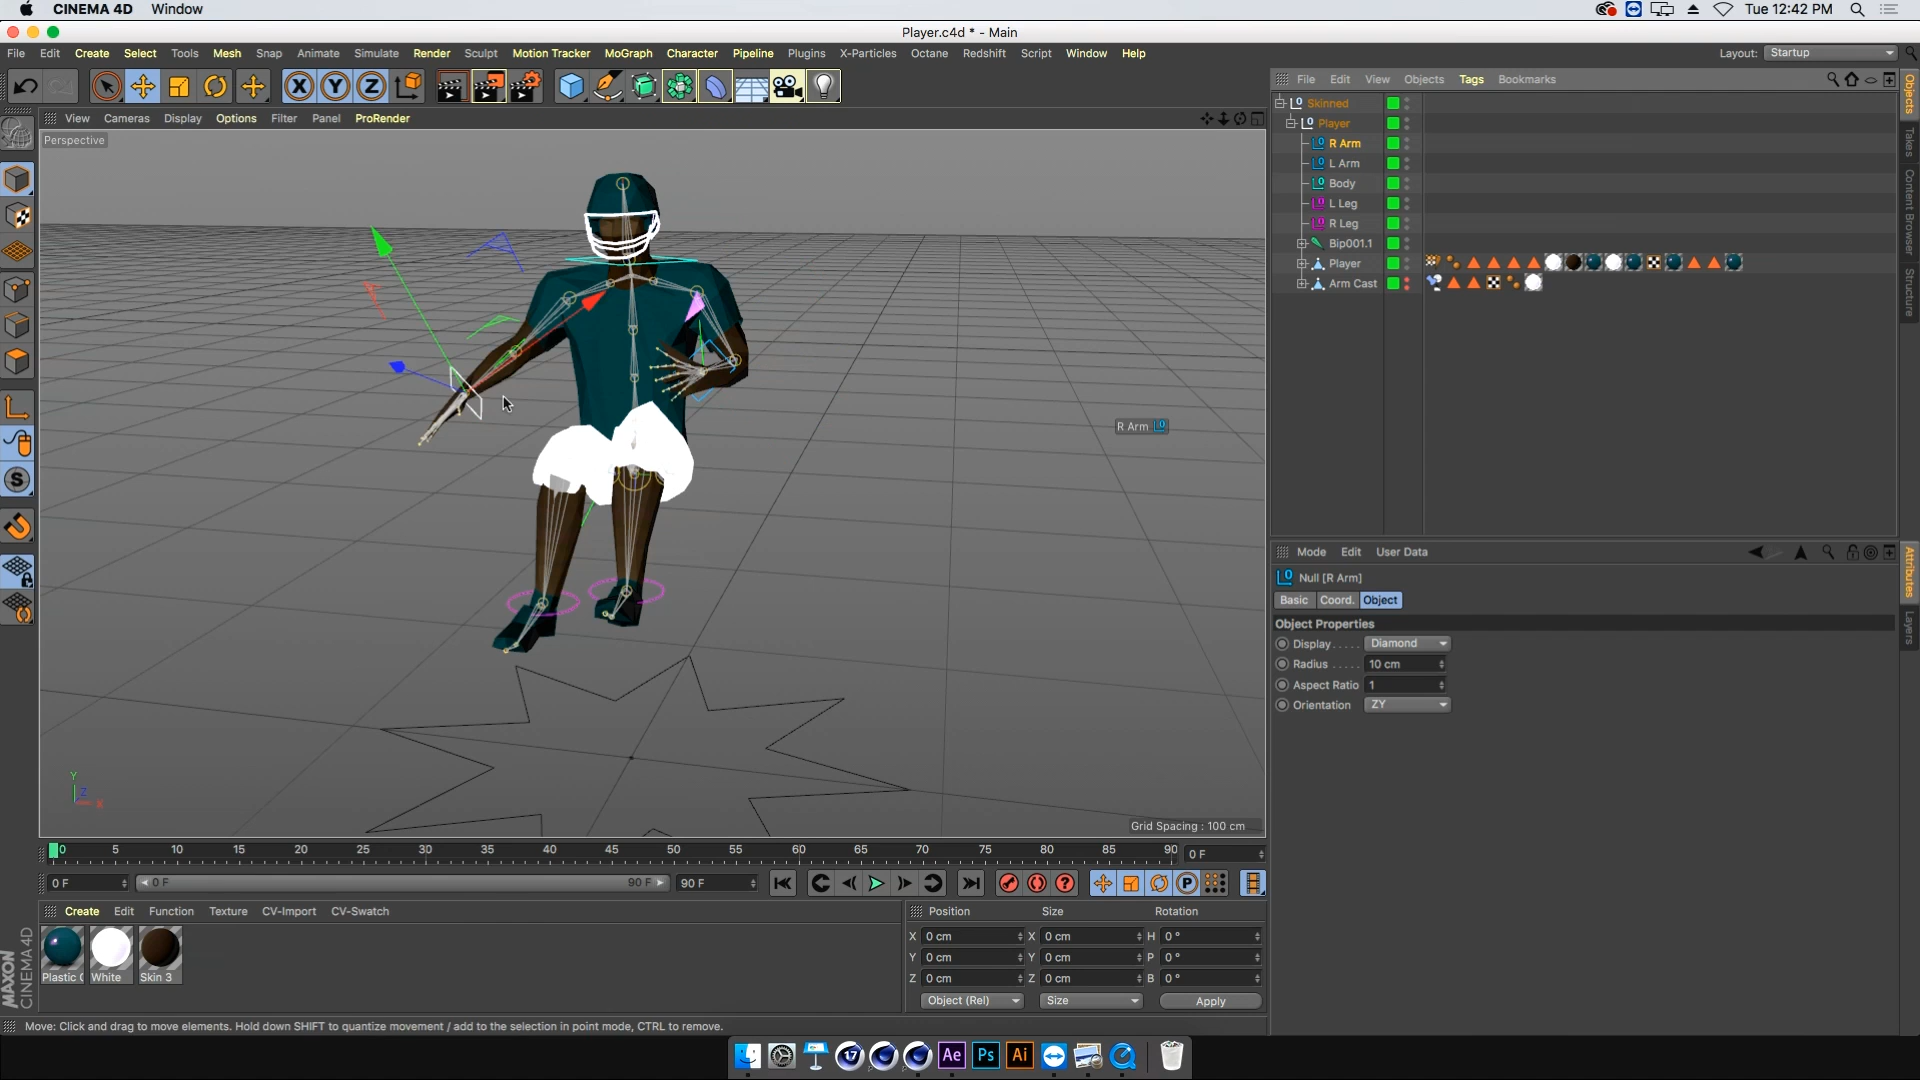 CINEMA 4D Window Tue 12:42 PM
Player.c4d * - Main
File Edit Create Select Tools Mesh Snap Animate Simulate Render Sculpt Motion Tracker MoGraph Character Pipeline Plugins X-Particles Octane Redshift Script Window Help Layout: Startup
X Y Z
File Edit View Objects Tags Bookmarks
View Cameras Display Options Filter Panel ProRender
Perspective
Skinned
Player
R Arm
L Arm
Body
L Leg
R Leg
Bip001.1
Player
Arm Cast
Objects
Takes
Content Browser
Structure
R Arm
Y
Z
X
Grid Spacing : 100 cm
Mode Edit User Data
Null [R Arm]
Basic Coord. Object
Object Properties
Display . . . . . Diamond
Radius . . . . . 10 cm
Aspect Ratio 1
Orientation ZY
Attributes
Layers
0 5 10 15 20 25 30 35 40 45 50 55 60 65 70 75 80 85 90 0 F
0 F 0 F 90 F 90 F
Create Edit Function Texture CV-Import CV-Swatch
Plastic
White
Skin 3
Position Size Rotation
X 0 cm X 0 cm H 0 °
Y 0 cm Y 0 cm P 0 °
Z 0 cm Z 0 cm B 0 °
Object (Rel) Size Apply
MAXON
CINEMA 4D
Move: Click and drag to move elements. Hold down SHIFT to quantize movement / add to the selection in point mode, CTRL to remove.
17 Ae Ps Ai